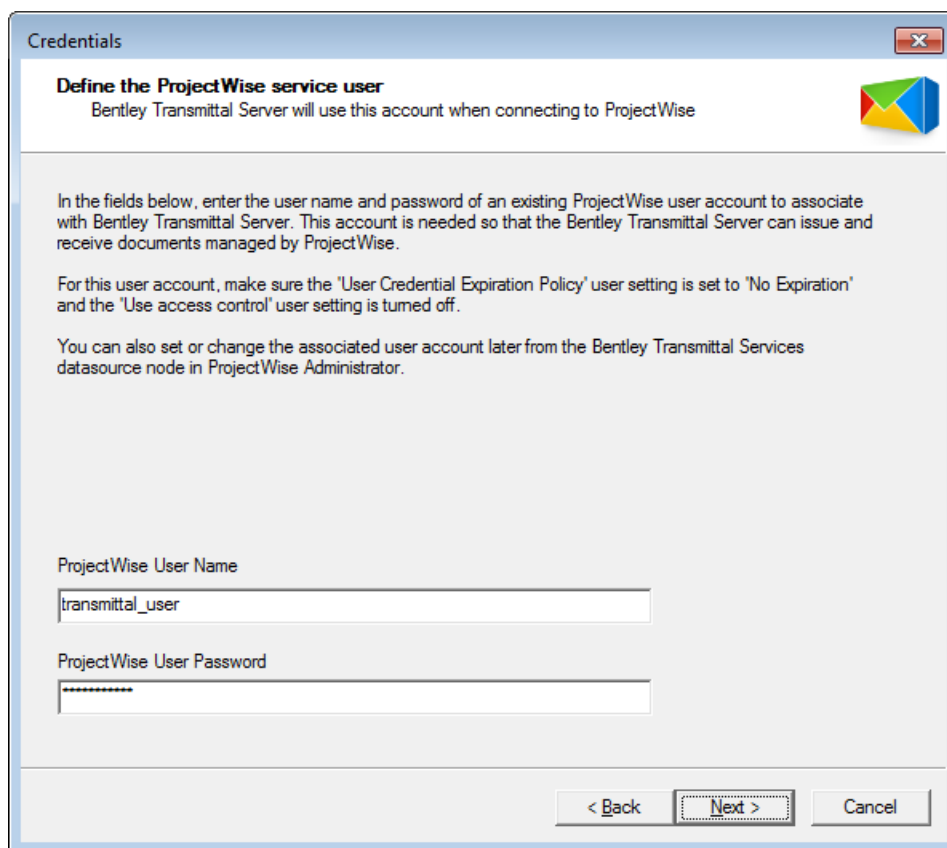 Credentials
Define the ProjectWise service user
Bentley Transmittal Server will use this account when connecting to ProjectWise
In the fields below, enter the user name and password of an existing ProjectWise user account to associate
with Bentley Transmittal Server. This account is needed so that the Bentley Transmittal Server can issue and
receive documents managed by ProjectWise.
For this user account, make sure the 'User Credential Expiration Policy' user setting is set to 'No Expiration'
and the 'Use access control' user setting is turned off.
You can also set or change the associated user account later from the Bentley Transmittal Services
datasource node in ProjectWise Administrator.
ProjectWise User Name
transmittal_user
ProjectWise User Password
***********
< Back Next > Cancel